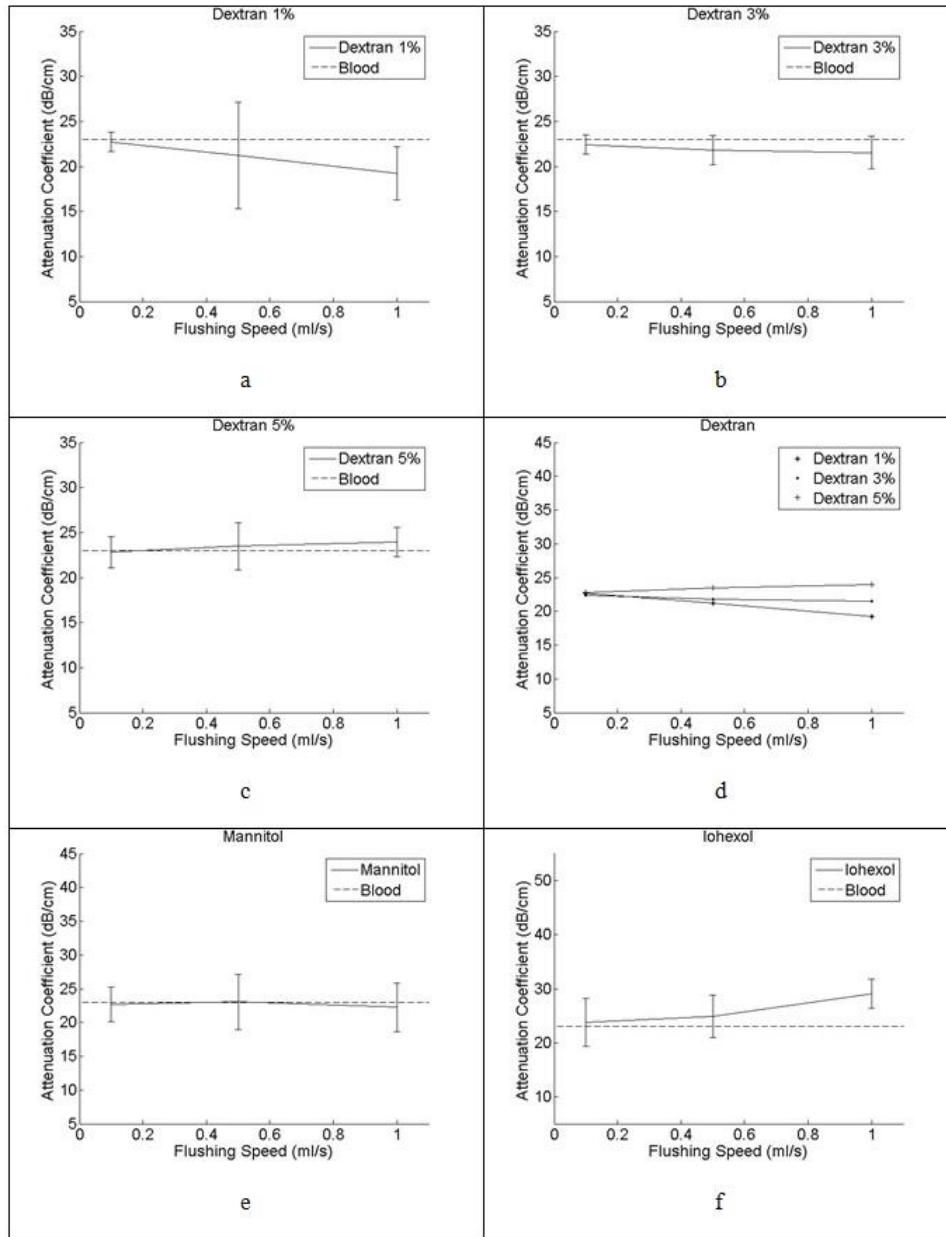 Dextran 1%
35
30
25
20
15
10
5
Attenuation Coefficient (dB/cm)
Dextran 1%
Blood
0 0.2 0.4 0.6 0.8 1
Flushing Speed (ml/s)
a
Dextran 3%
35
30
25
20
15
10
5
Attenuation Coefficient (dB/cm)
Dextran 3%
Blood
0 0.2 0.4 0.6 0.8 1
Flushing Speed (ml/s)
b
Dextran 5%
35
30
25
20
15
10
5
Attenuation Coefficient (dB/cm)
Dextran 5%
Blood
0 0.2 0.4 0.6 0.8 1
Flushing Speed (ml/s)
c
Dextran
45
40
35
30
25
20
15
10
5
Attenuation Coefficient (dB/cm)
Dextran 1%
Dextran 3%
Dextran 5%
0 0.2 0.4 0.6 0.8 1
Flushing Speed (ml/s)
d
Mannitol
45
40
35
30
25
20
15
10
5
Attenuation Coefficient (dB/cm)
Mannitol
Blood
0 0.2 0.4 0.6 0.8 1
Flushing Speed (ml/s)
e
Iohexol
50
40
30
20
10
Attenuation Coefficient (dB/cm)
Iohexol
Blood
0 0.2 0.4 0.6 0.8 1
Flushing Speed (ml/s)
f